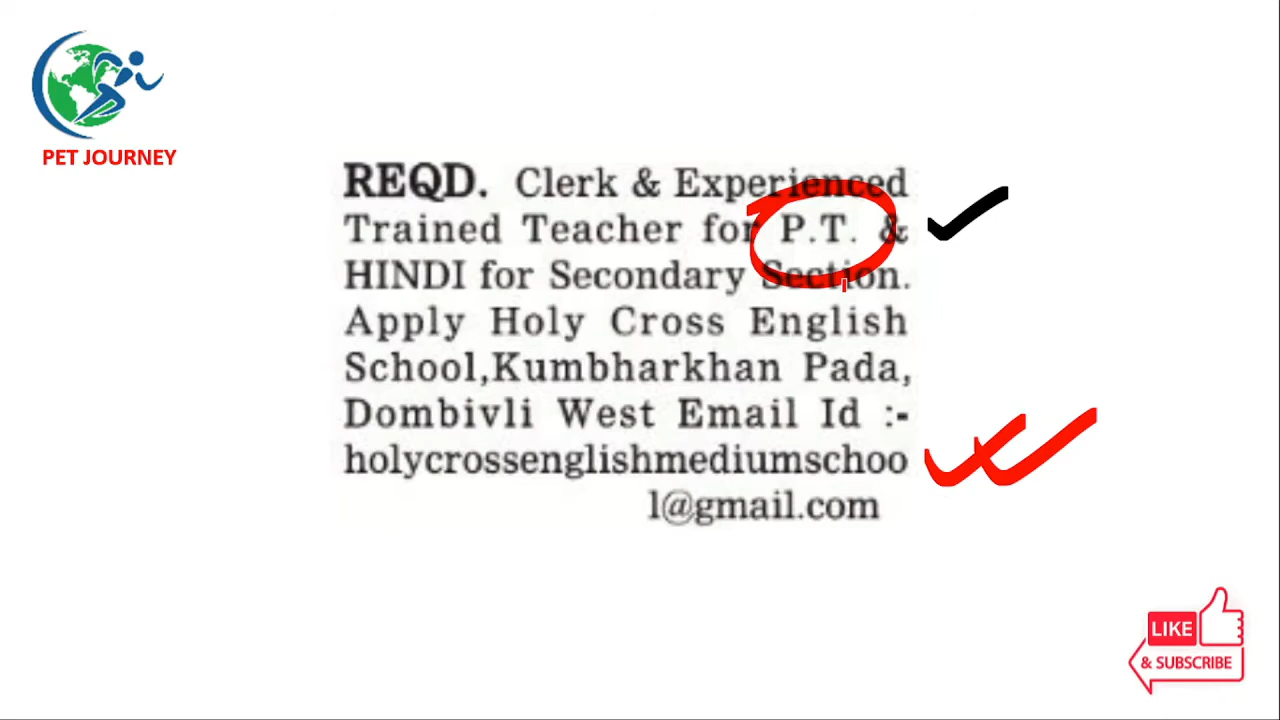 PET JOURNEY
REQD. Clerk & Experienced
Trained Teacher for P.T. &
HINDI for Secondary Section.
Apply Holy Cross English
School,Kumbharkhan Pada,
Dombivli West Email Id :-
holycrossenglishmediumschoo
l@gmail.com
LIKE
& SUBSCRIBE